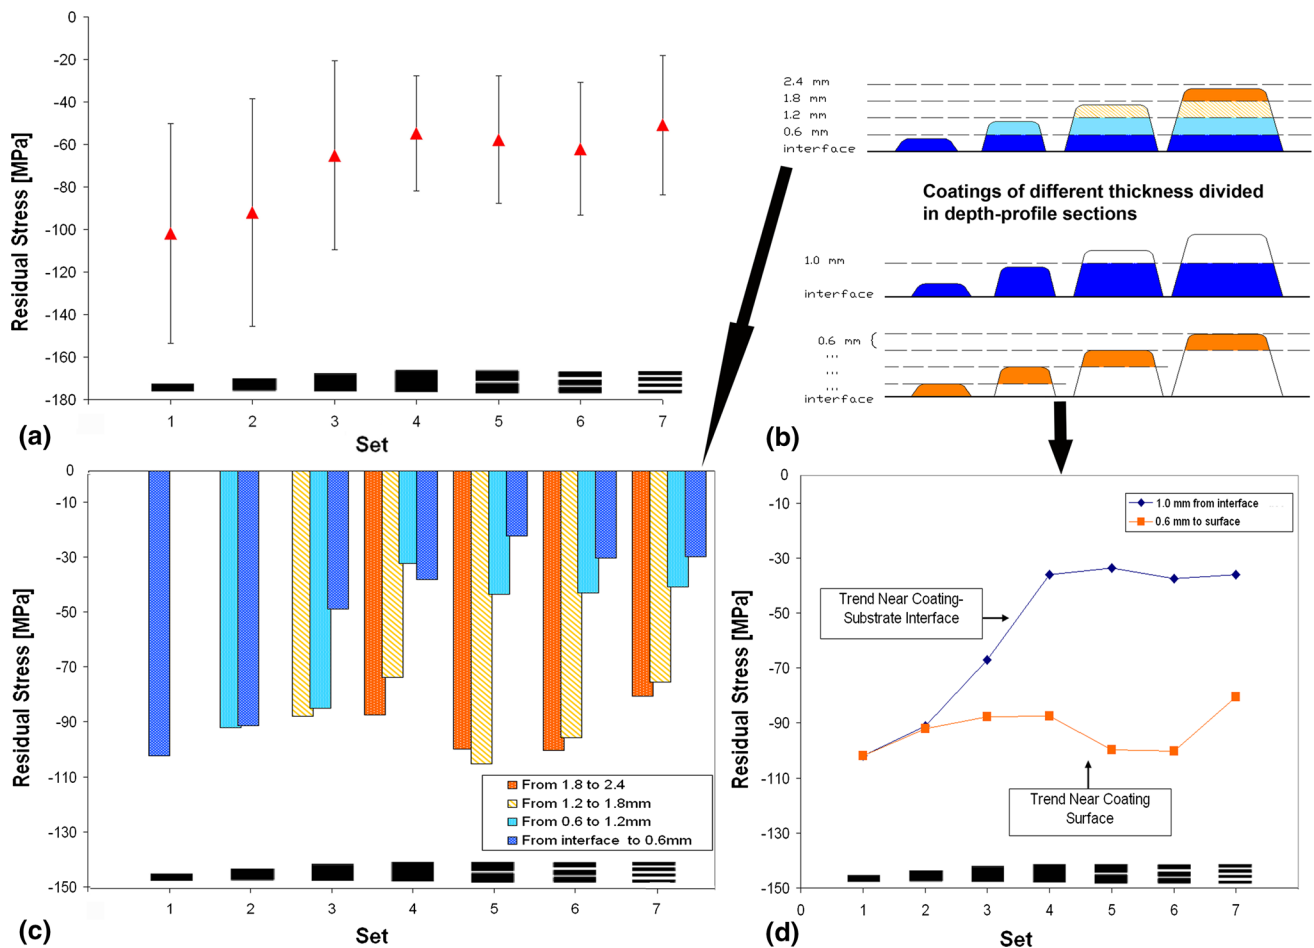 0
-20
-40
-60
-80
-100
-120
-140
-160
-180
Residual Stress [MPa]
1 2 3 4 5 6 7
Set
(a)
2.4 mm
1.8 mm
1.2 mm
0.6 mm
interface
Coatings of different thickness divided
in depth-profile sections
1.0 mm
interface
0.6 mm {
'''
...
...
interface
(b)
0
-10
-30
-50
-70
-90
-110
-130
-150
Residual Stress [MPa]
From 1.8 to 2.4
From 1.2 to 1.8mm
From 0.6 to 1.2mm
From interface to 0.6mm
1 2 3 4 5 6 7
Set
(c)
0
-10
-30
-50
-70
-90
-110
-130
-150
Residual Stress [MPa]
1.0 mm from interface
0.6 mm to surface
Trend Near Coating-
Substrate Interface
Trend Near Coating
Surface
0 1 2 3 4 5 6 7
Set
(d)